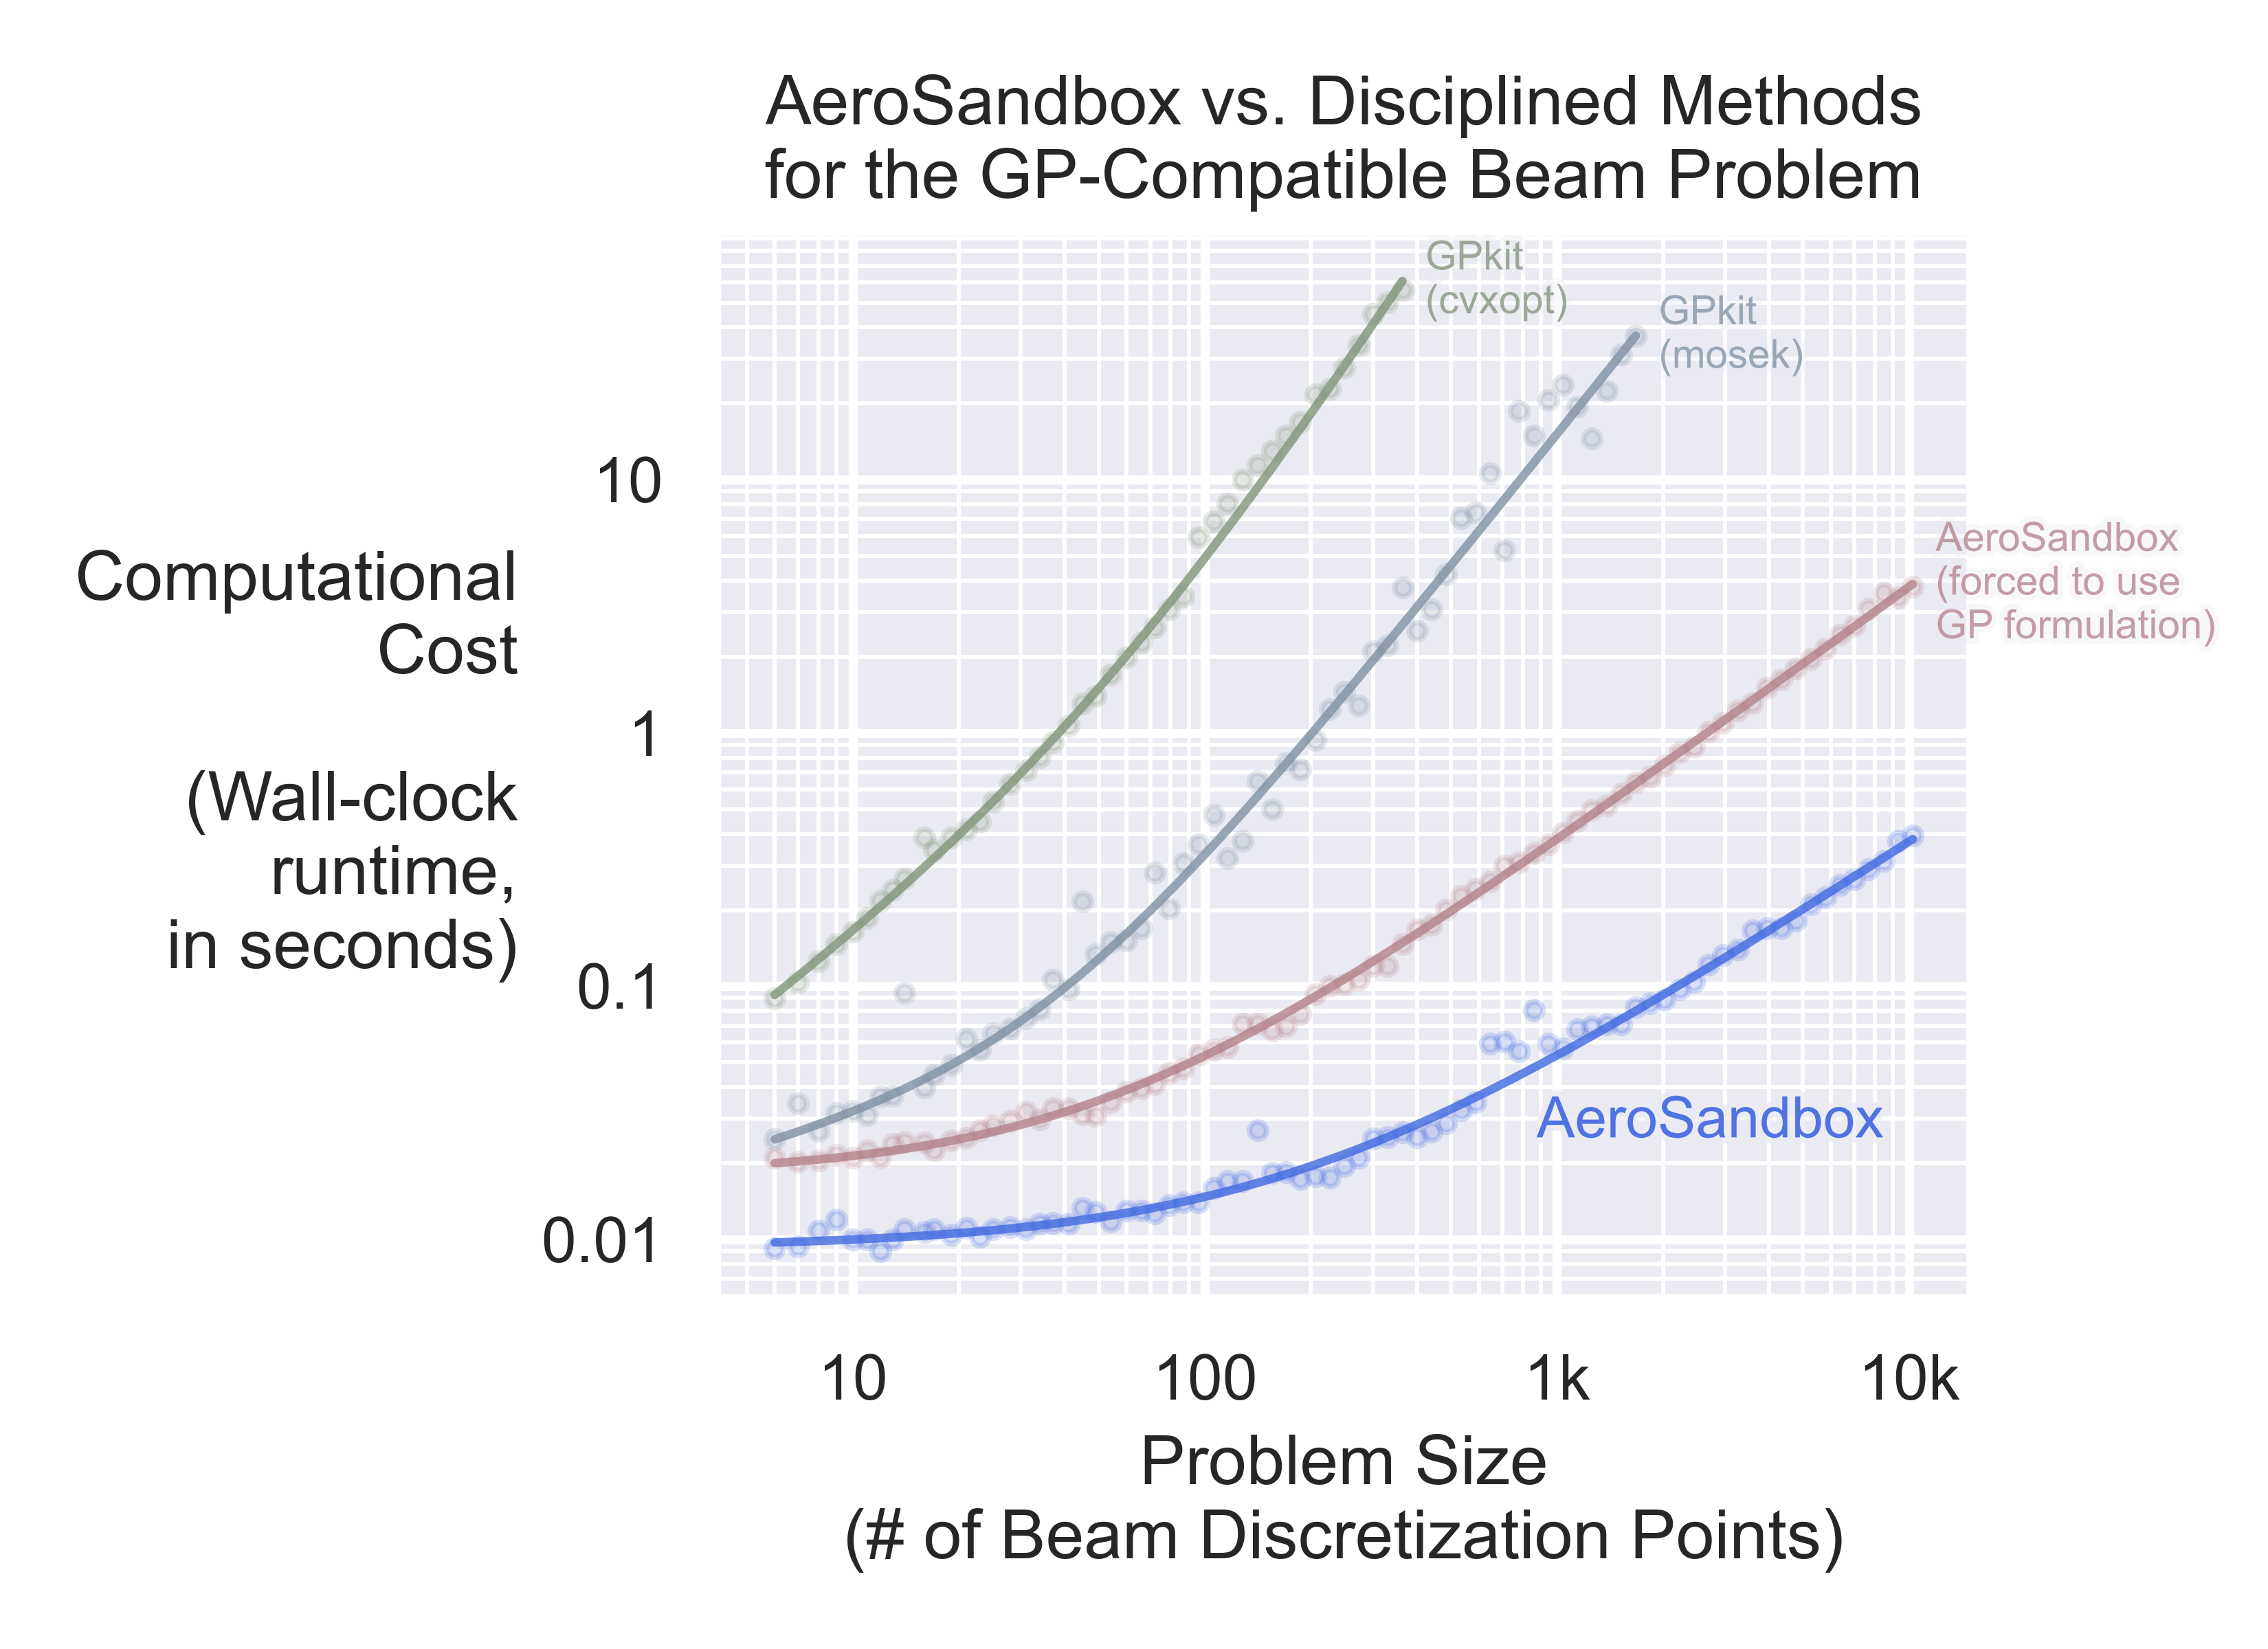 AeroSandbox vs. Disciplined Methods
for the GP-Compatible Beam Problem
GPkit
(cvxopt)
GPkit
(mosek)
AeroSandbox
(forced to use
GP formulation)
AeroSandbox
Computational
Cost
(Wall-clock
runtime,
in seconds)
10
1
0.1
0.01
10
100
1k
10k
Problem Size
(# of Beam Discretization Points)